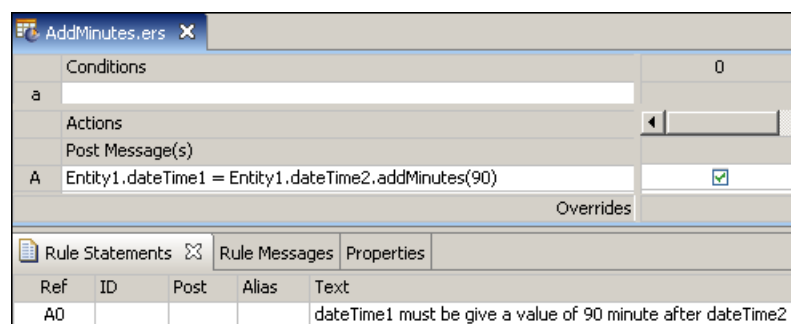 AddMinutes.ers
Conditions 0
a
Actions
Post Message(s)
A Entity1.dateTime1 = Entity1.dateTime2.addMinutes(90)
Overrides
Rule Statements Rule Messages Properties
Ref ID Post Alias Text
A0 dateTime1 must be give a value of 90 minute after dateTime2